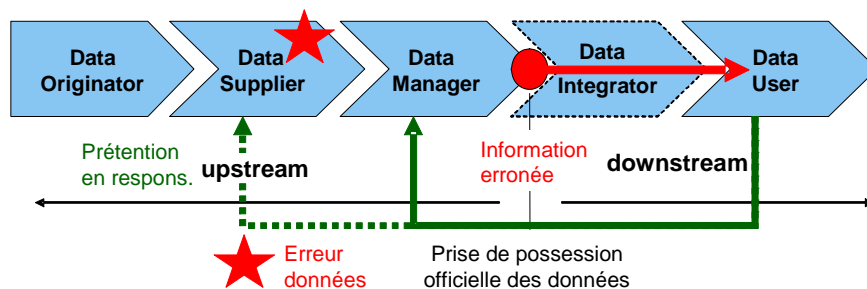 Data
Originator
Data
Supplier
Data
Manager
Data
Integrator
Data
User
Prétention
en respons.
upstream
Information
erronée
downstream
Erreur
données
Prise de possession
officielle des données